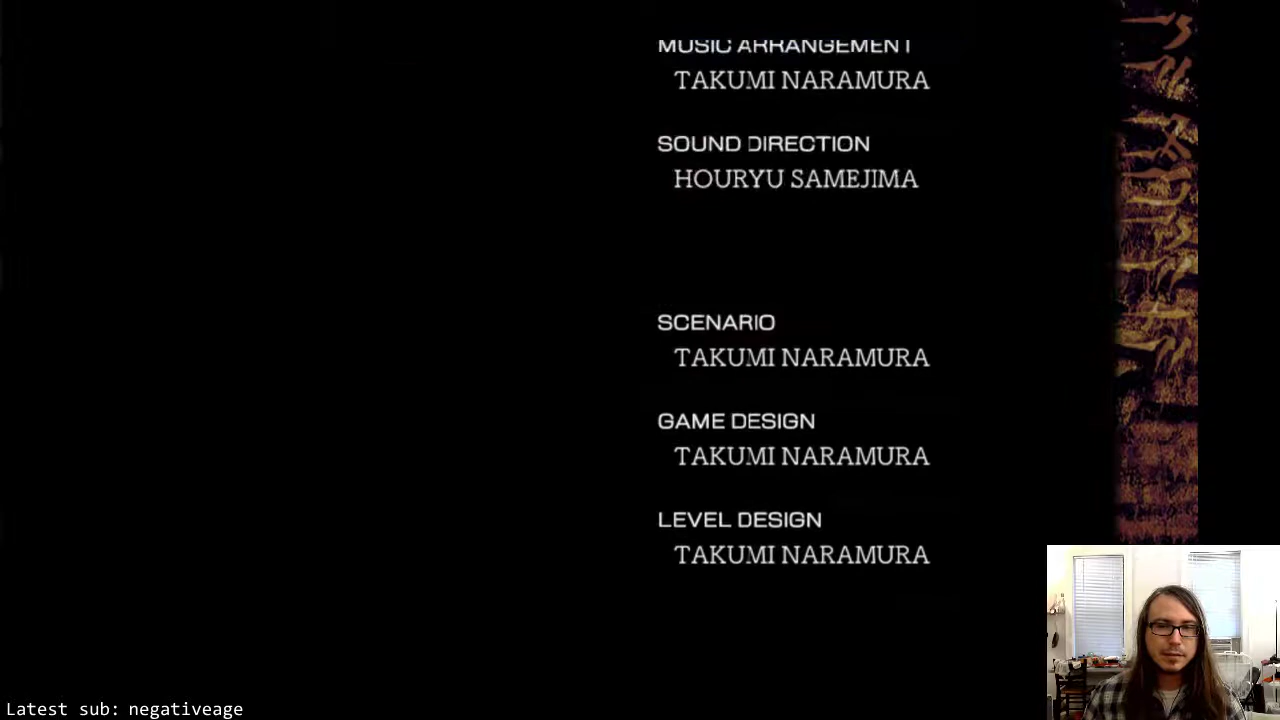 MUSIC ARRANGEMENT
TAKUMI NARAMURA
SOUND DIRECTION
HOURYU SAMEJIMA
SCENARIO
TAKUMI NARAMURA
GAME DESIGN
TAKUMI NARAMURA
LEVEL DESIGN
TAKUMI NARAMURA
Latest sub: negativeage